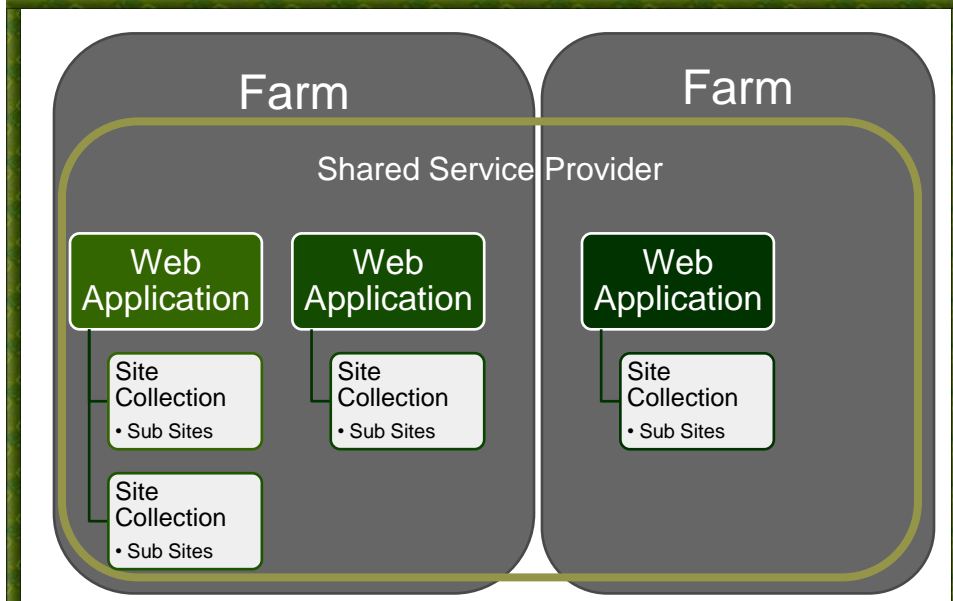 Farm
Farm
Shared Service Provider
Web
Application
Site
Collection
• Sub Sites
Site
Collection
• Sub Sites
Web
Application
Site
Collection
• Sub Sites
Web
Application
Site
Collection
• Sub Sites